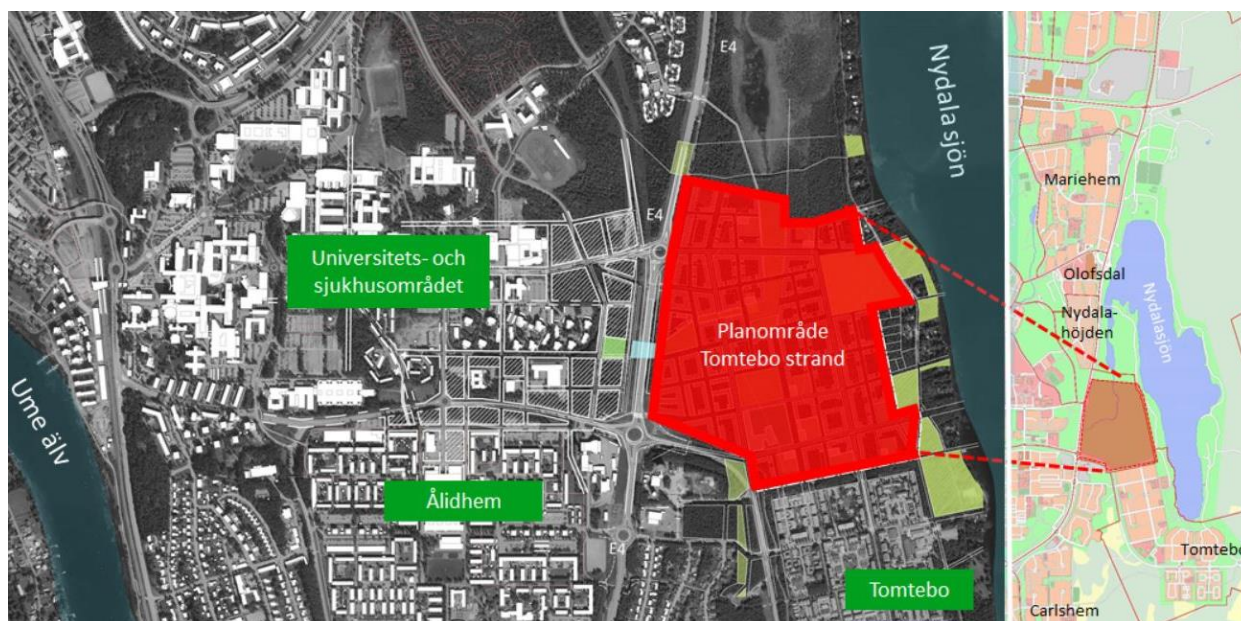 E4
Nydala sjön
E4
Universitets- och
sjukhusområdet
Planområde
Tomtebo strand
Ume älv
Ålidhem
E4
Tomtebo
Mariehem
Olofsdal
Nydala-
höjden
Nydalasjön
Tomtebo
Carlshem